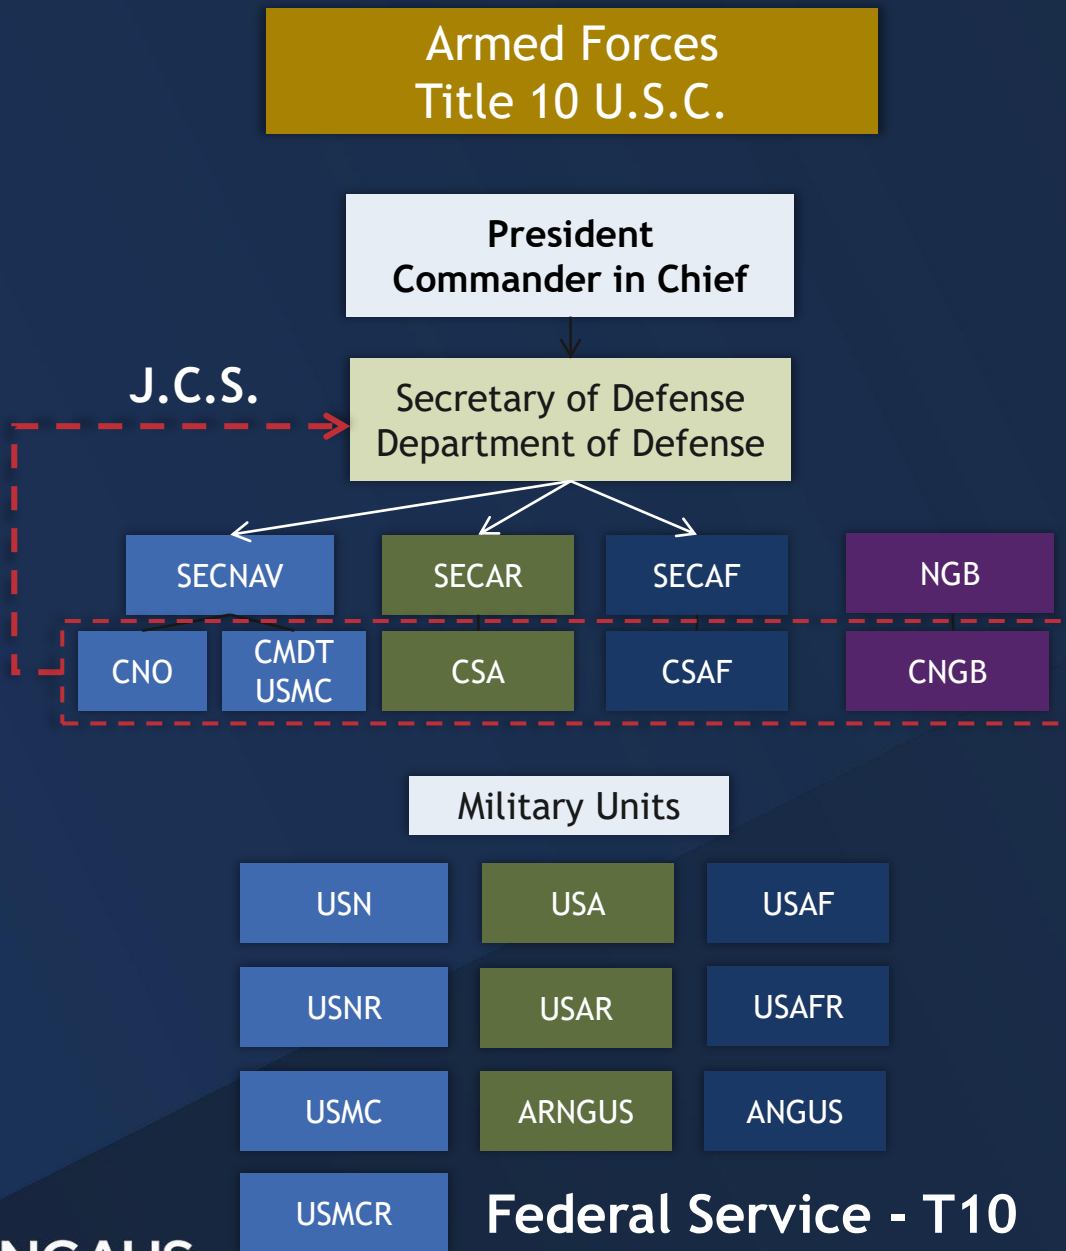 Armed Forces
Title 10 U.S.C.
President
Commander in Chief
J.C.S.
Secretary of Defense
Department of Defense
SECNAV
SECAR
SECAF
NGB
CNO
CMDT
USMC
CSA
CSAF
CNGB
Military Units
USN
USA
USAF
USNR
USAR
USAFR
USMC
ARNGUS
ANGUS
USMCR
Federal Service - T10